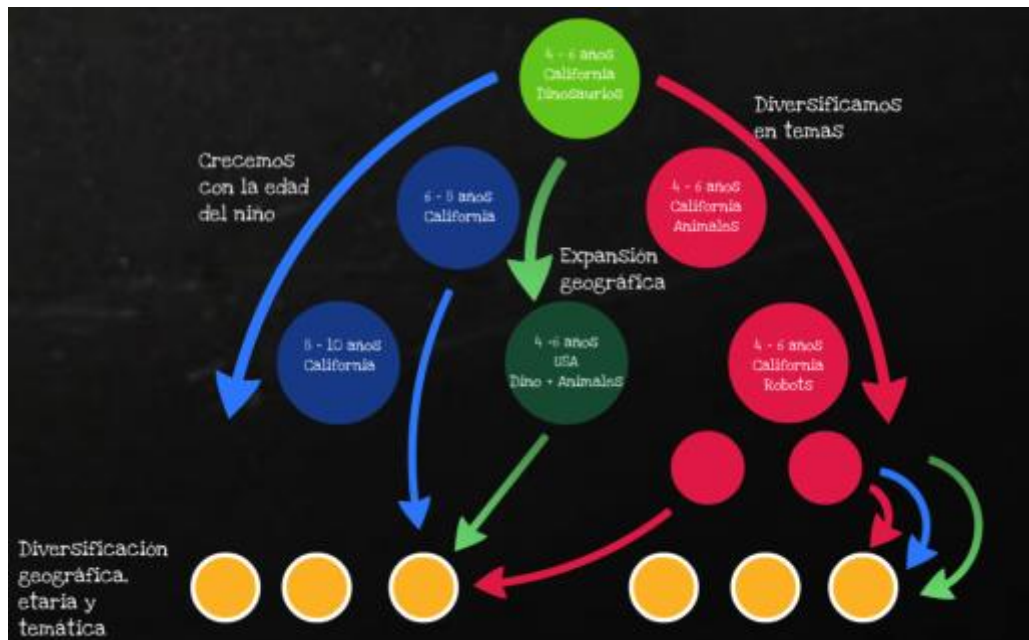 4 - 6 años
California
Dinosaurios
Diversificamos
en temas
Crecemos
con la edad
del niño
6 - 8 años
California
4 - 6 años
California
Animales
Expansión
geográfica
8 - 10 años
California
4 -6 años
USA
Dino + Animales
4 - 6 años
California
Robots
Diversificación
geográfica,
etaria y
temática